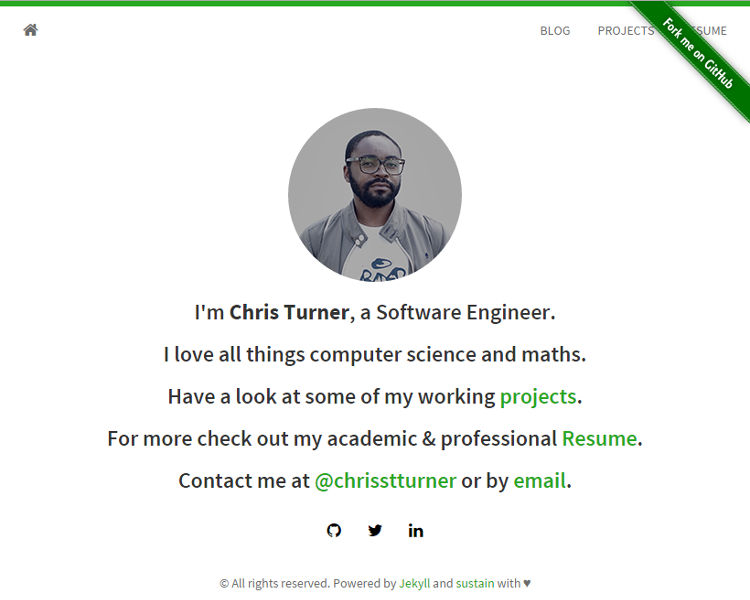 BLOG PROJECTS SUME
Fork me on GitHub
I'm Chris Turner, a Software Engineer.
I love all things computer science and maths.
Have a look at some of my working projects.
For more check out my academic & professional Resume.
Contact me at @chrisstturner or by email.
© All rights reserved. Powered by Jekyll and sustain with ♥